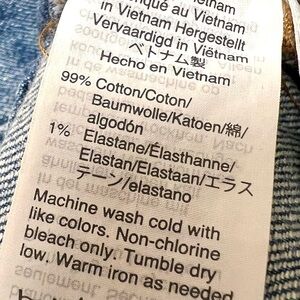 in Vietnam
in Vietnam Hergestellt
Vervaardigd in Viëtnam
ベトナム製
Hecho en Vietnam
99% Cotton/Coton/
Baumwolle/Katoen/綿/
algodón
1% Elastane/Élasthanne/
Elastan/Elastaan/エラス
テーン/elastano
Machine wash cold with
like colors. Non-chlorine
bleach only. Tumble dry
low. Warm iron as needed